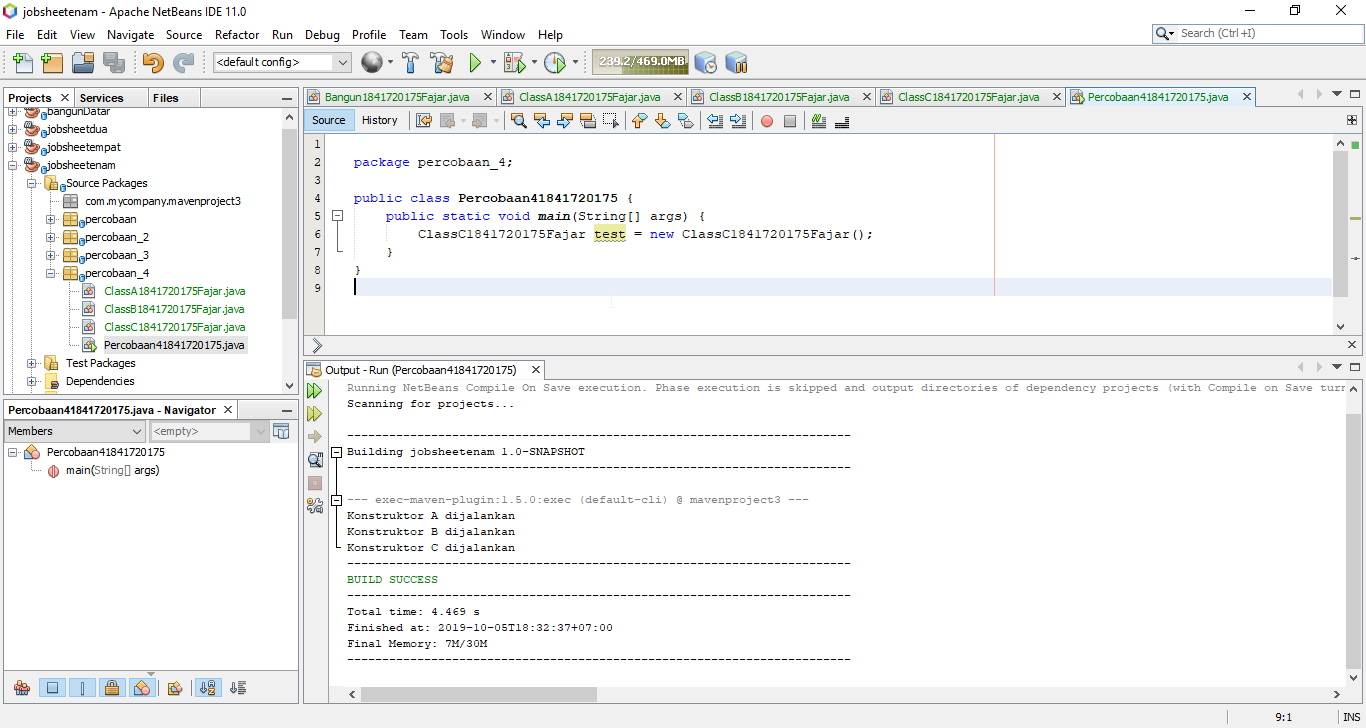 jobsheetenam - Apache NetBeans IDE 11.0
File Edit View Navigate Source Refactor Run Debug Profile Team Tools Window Help
Search (Ctrl+I)
<default config>
239.2/469.0MB
Projects Services Files
bangunDatar
jobsheetdua
jobsheetempat
jobsheetenam
Source Packages
com.mycompany.mavenproject3
percobaan
percobaan_2
percobaan_3
percobaan_4
ClassA1841720175Fajar.java
ClassB1841720175Fajar.java
ClassC1841720175Fajar.java
Percobaan41841720175.java
Test Packages
Dependencies
Percobaan41841720175.java - Navigator
Members <empty>
Percobaan41841720175
main(String[] args)
Bangun1841720175Fajar.java ClassA1841720175Fajar.java ClassB1841720175Fajar.java ClassC1841720175Fajar.java Percobaan41841720175.java
Source History
1
2 package percobaan_4;
3
4 public class Percobaan41841720175 {
5 public static void main(String[] args) {
6 ClassC1841720175Fajar test = new ClassC1841720175Fajar();
7 }
8 }
9
Output - Run (Percobaan41841720175)
Running NetBeans Compile On Save execution. Phase execution is skipped and output directories of dependency projects (with Compile on Save turr
Scanning for projects...
------------------------------------------------------------------------
Building jobsheetenam 1.0-SNAPSHOT
------------------------------------------------------------------------
--- exec-maven-plugin:1.5.0:exec (default-cli) @ mavenproject3 ---
Konstruktor A dijalankan
Konstruktor B dijalankan
Konstruktor C dijalankan
------------------------------------------------------------------------
BUILD SUCCESS
------------------------------------------------------------------------
Total time: 4.469 s
Finished at: 2019-10-05T18:32:37+07:00
Final Memory: 7M/30M
------------------------------------------------------------------------
9:1 INS